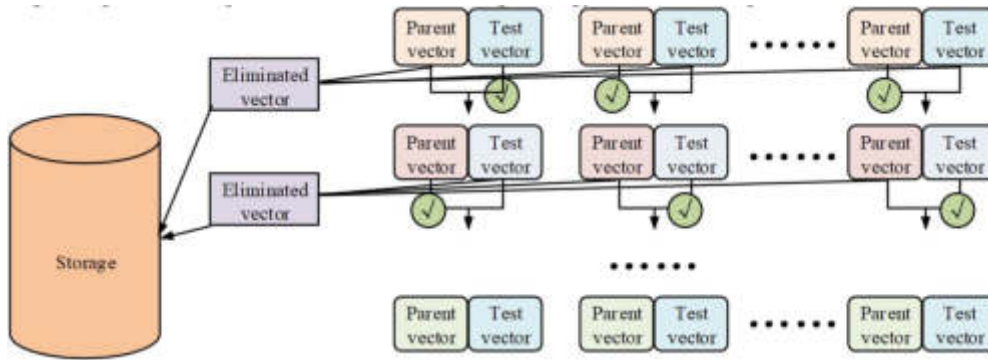 Parent Test Parent Test Parent Test
vector vector vector vector ...... vector vector
Eliminated
vector
Parent Test Parent Test Parent Test
vector vector vector vector ...... vector vector
Eliminated
vector
Storage
......
Parent Test Parent Test Parent Test
vector vector vector vector ...... vector vector